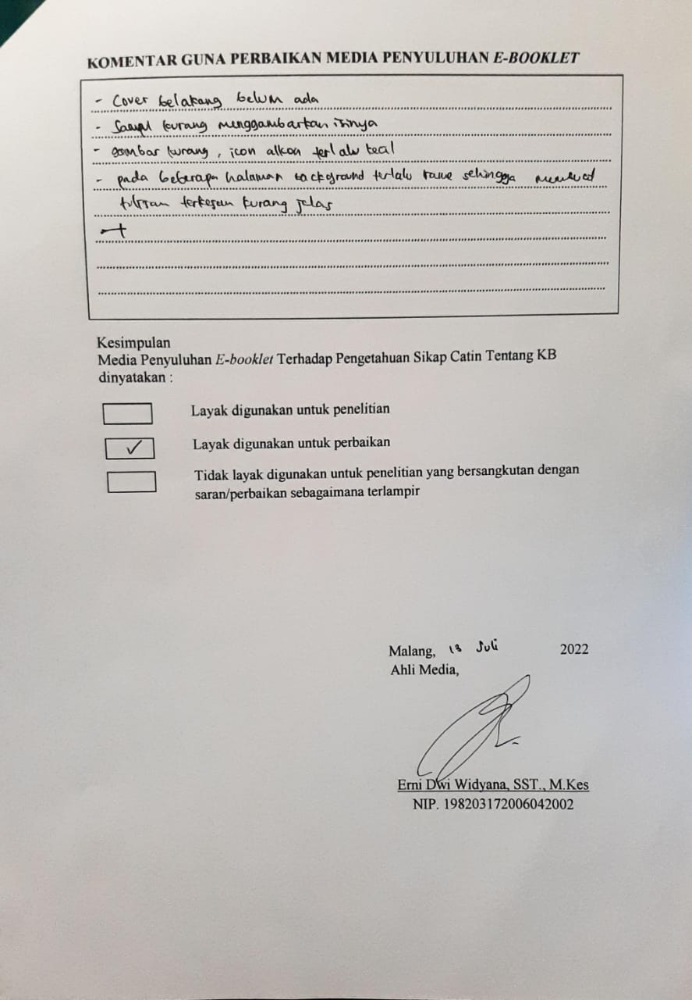 KOMENTAR GUNA PERBAIKAN MEDIA PENYULUHAN E-BOOKLET
- Cover belakang belum ada
- Sampul kurang menggambarkan isinya
- gambar kurang, icon alkon terlalu kecil
- pada beberapa halaman background terlalu rame sehingga
tulisan terkesan kurang jelas
Kesimpulan
Media Penyuluhan E-booklet Terhadap Pengetahuan Sikap Catin Tentang KB
dinyatakan :
Layak digunakan untuk penelitian
✓ Layak digunakan untuk perbaikan
Tidak layak digunakan untuk penelitian yang bersangkutan dengan
saran/perbaikan sebagaimana terlampir
Malang, 13 Juli 2022
Ahli Media,
Erni Dwi Widyana, SST., M.Kes
NIP. 198203172006042002